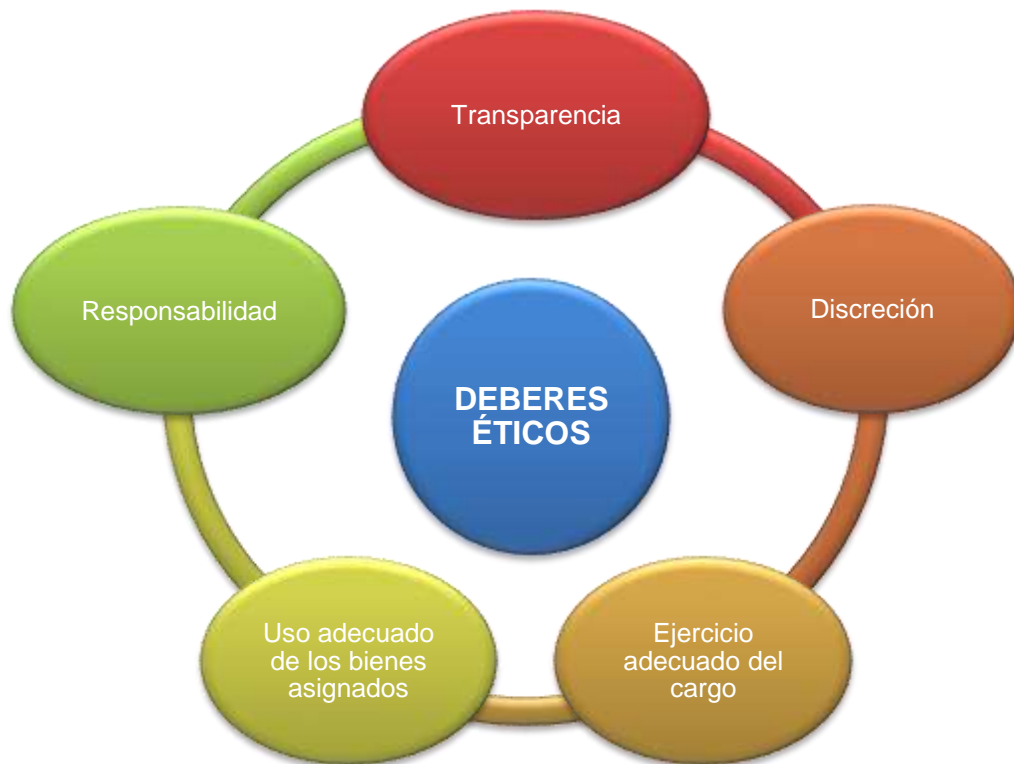 Transparencia
Responsabilidad
Discreción
DEBERES
ÉTICOS
Uso adecuado
de los bienes
asignados
Ejercicio
adecuado del
cargo